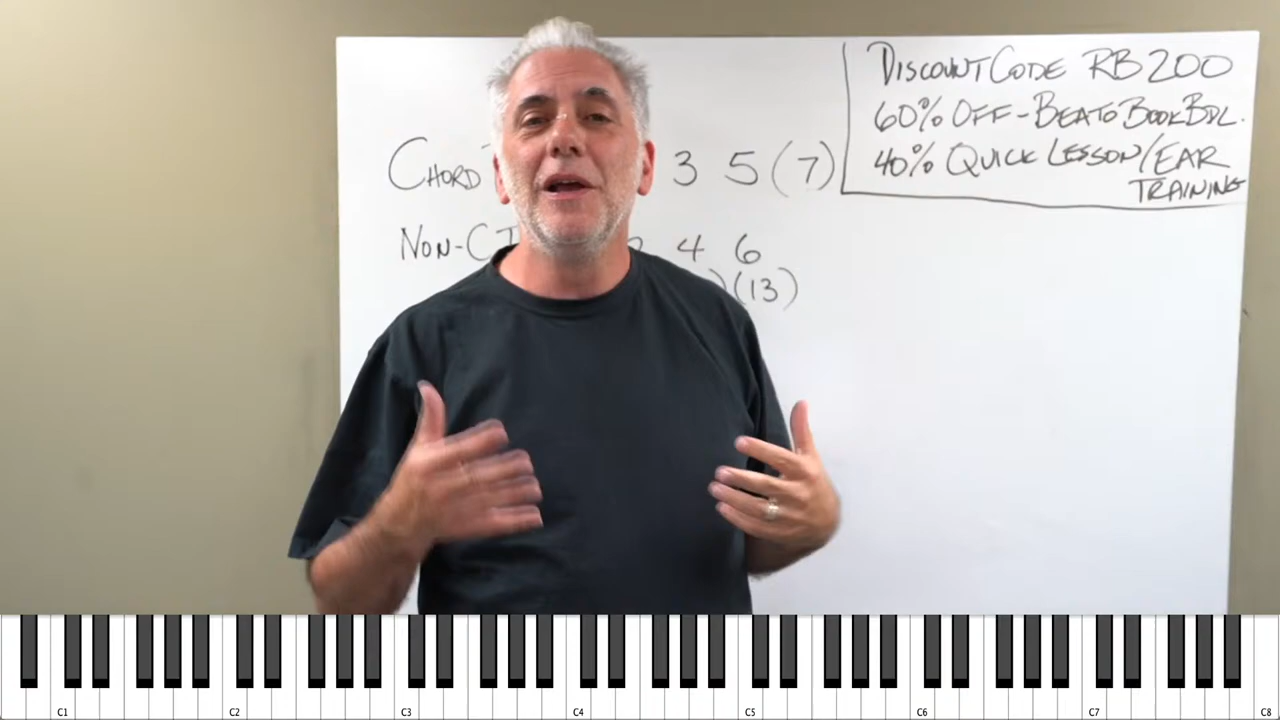 DISCOUNT CODE RB200
60% OFF - BEATO BOOK BDL.
40% QUICK LESSON/EAR
TRAINING
CHORD 3 5 (7)
NON-CT 4 6
(13)
C1 C2 C3 C4 C5 C6 C7 C8